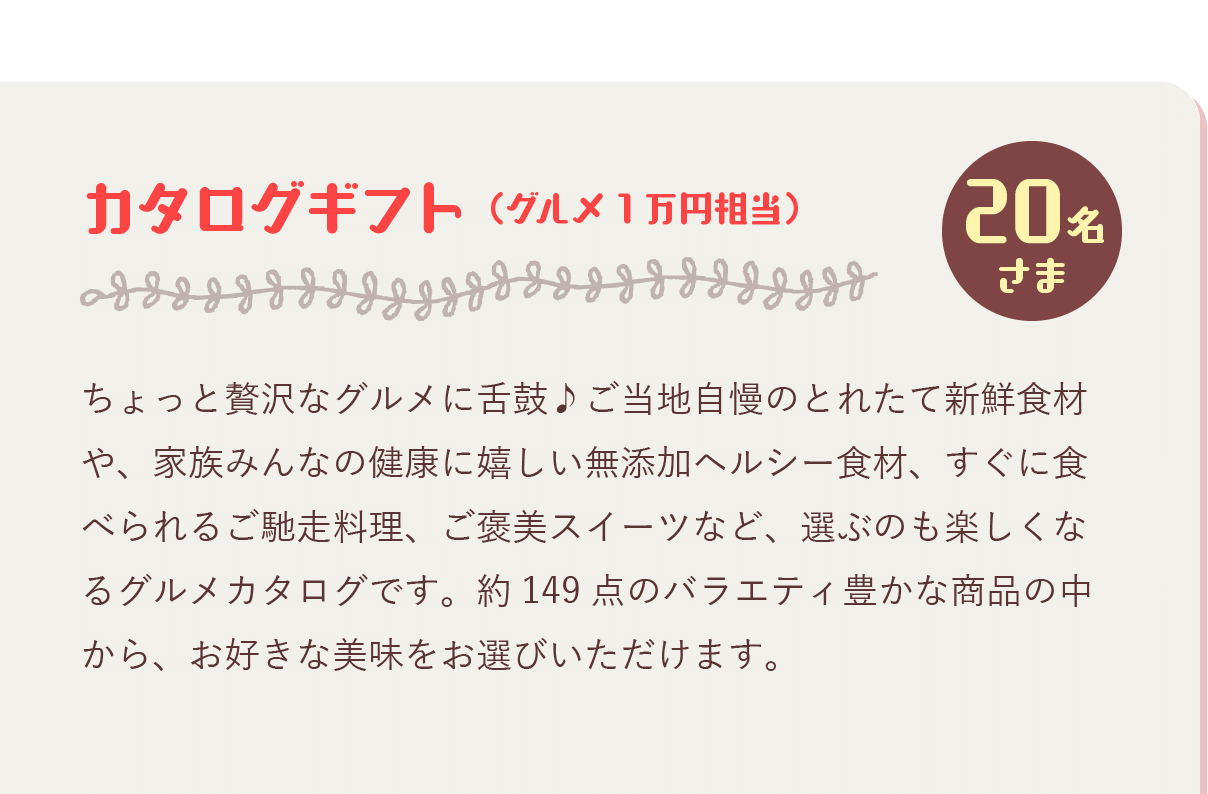 カタログギフト（グルメ1万円相当）
20名
さま
ちょっと贅沢なグルメに舌鼓♪ご当地自慢のとれたて新鮮食材
や、家族みんなの健康に嬉しい無添加ヘルシー食材、すぐに食
べられるご馳走料理、ご褒美スイーツなど、選ぶのも楽しくな
るグルメカタログです。約 149 点のバラエティ豊かな商品の中
から、お好きな美味をお選びいただけます。